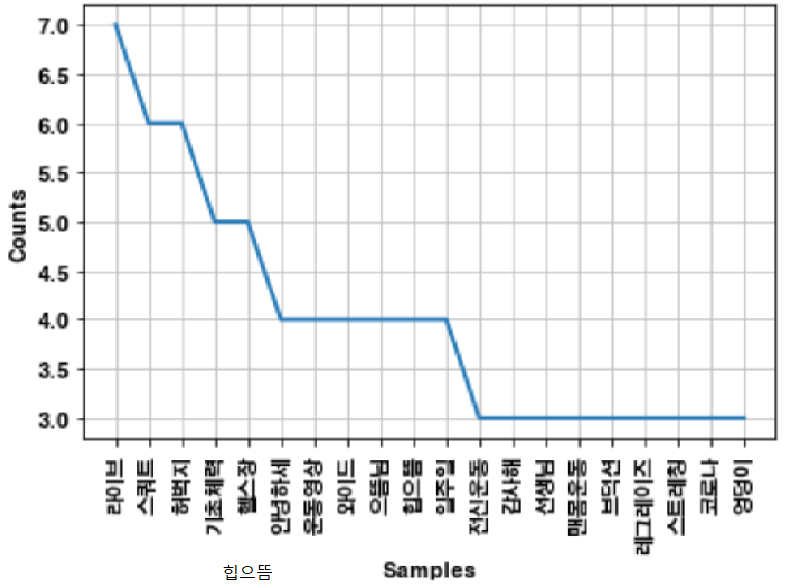 Counts
7.0
6.5
6.0
5.5
5.0
4.5
4.0
3.5
3.0
라이브
스쿼트
허벅지
기초체력
헬스장
안녕하세
운동영상
와이드
으뜸님
힙으뜸
일주일
전신운동
감사해
선생님
맨몸운동
브덕션
레그레이즈
스트레칭
코로나
엉덩이
힙으뜸
Samples